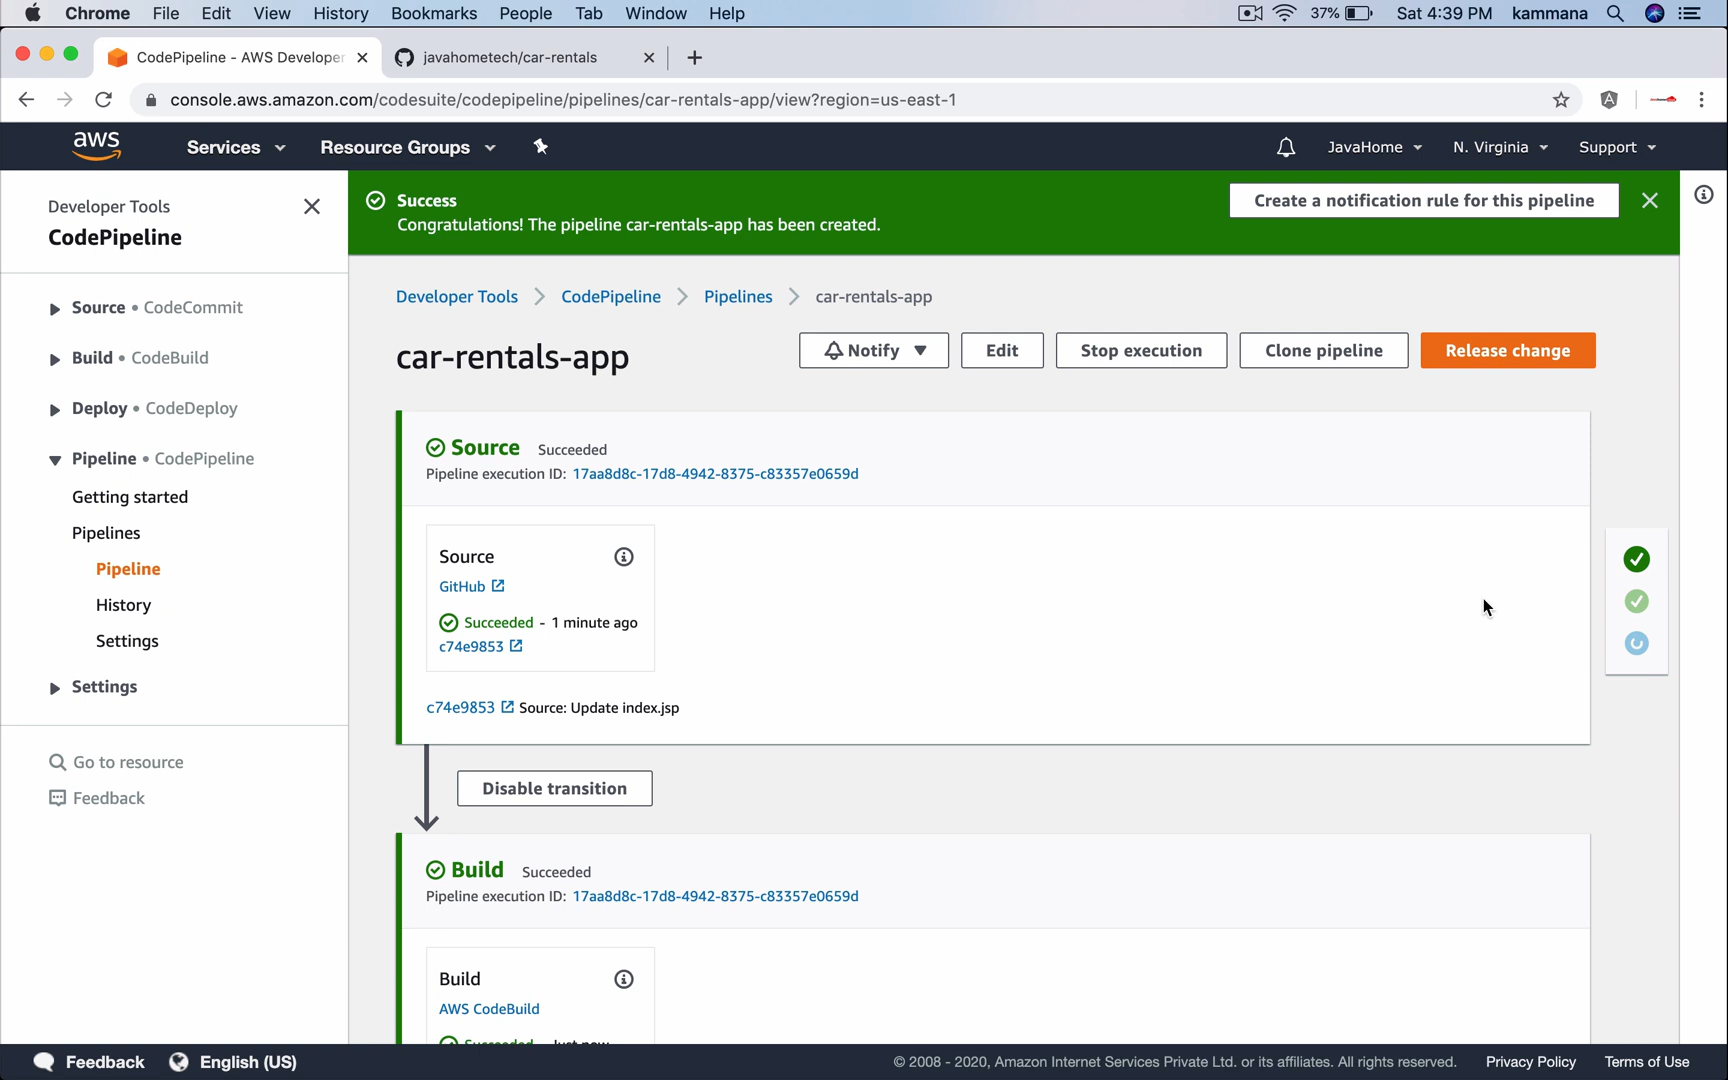 Chrome File Edit View History Bookmarks People Tab Window Help 37% Sat 4:39 PM kammana
CodePipeline - AWS Developer javahometech/car-rentals
console.aws.amazon.com/codesuite/codepipeline/pipelines/car-rentals-app/view?region=us-east-1
aws Services Resource Groups JavaHome N. Virginia Support
Developer Tools
CodePipeline
Source • CodeCommit
Build • CodeBuild
Deploy • CodeDeploy
Pipeline • CodePipeline
Getting started
Pipelines
Pipeline
History
Settings
Settings
Go to resource
Feedback
Success
Congratulations! The pipeline car-rentals-app has been created.
Create a notification rule for this pipeline
Developer Tools CodePipeline Pipelines car-rentals-app
car-rentals-app
Notify Edit Stop execution Clone pipeline Release change
Source Succeeded
Pipeline execution ID: 17aa8d8c-17d8-4942-8375-c83357e0659d
Source
GitHub
Succeeded - 1 minute ago
c74e9853
c74e9853 Source: Update index.jsp
Disable transition
Build Succeeded
Pipeline execution ID: 17aa8d8c-17d8-4942-8375-c83357e0659d
Build
AWS CodeBuild
Succeeded - Just now
Feedback English (US) © 2008 - 2020, Amazon Internet Services Private Ltd. or its affiliates. All rights reserved. Privacy Policy Terms of Use